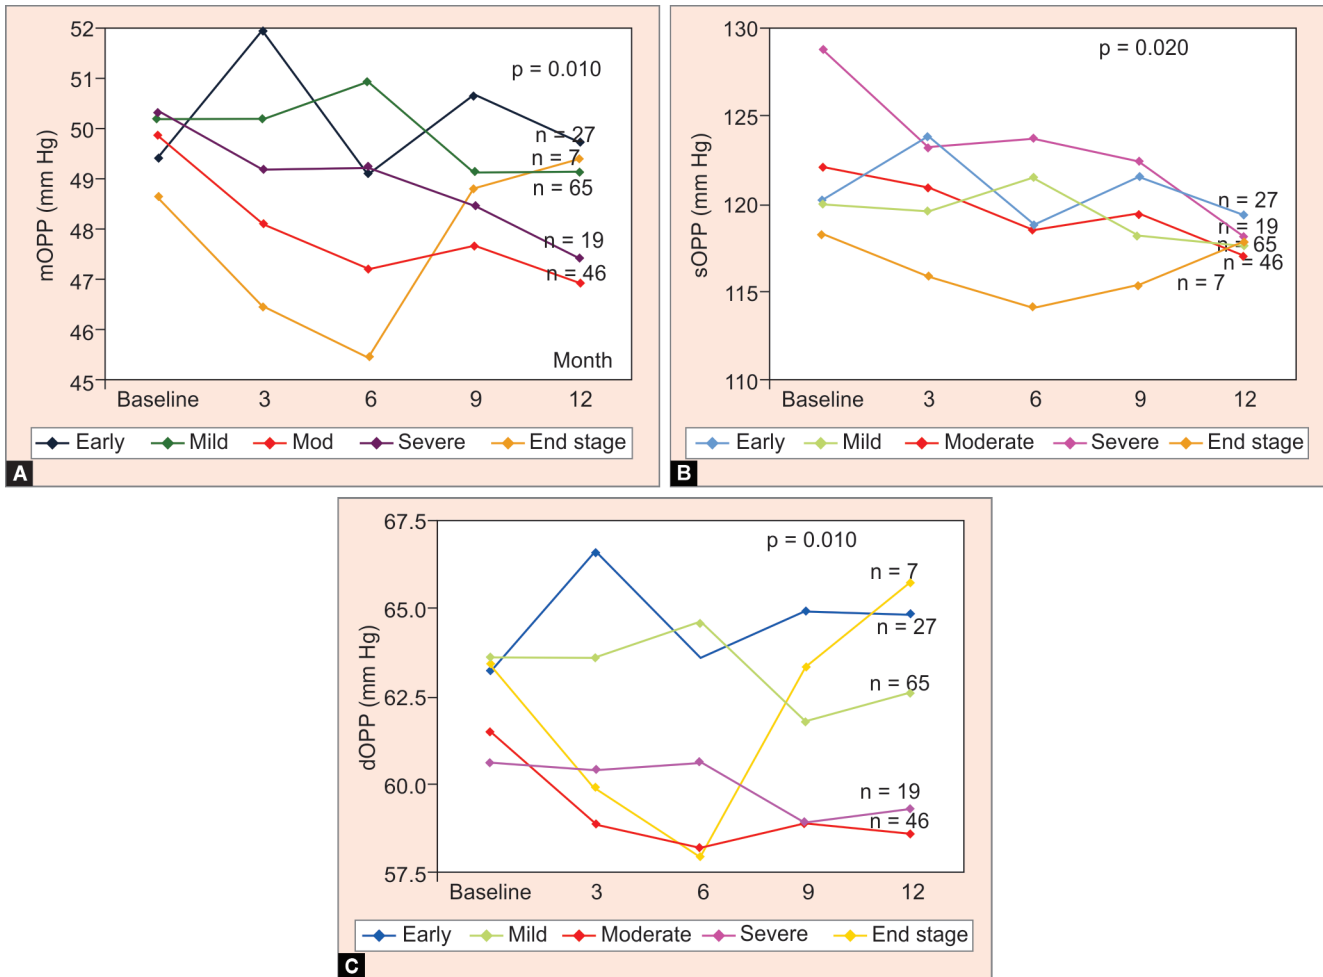 52
51
50
49
48
47
46
45
mOPP (mm Hg)
p = 0.010
n = 27
n = 7
n = 65
n = 19
n = 46
Month
Baseline 3 6 9 12
Early Mild Mod Severe End stage
A
130
125
120
115
110
sOPP (mm Hg)
p = 0.020
n = 27
n = 19
n = 65
n = 46
n = 7
Baseline 3 6 9 12
Early Mild Moderate Severe End stage
B
67.5
65.0
62.5
60.0
57.5
dOPP (mm Hg)
p = 0.010
n = 7
n = 27
n = 65
n = 19
n = 46
Baseline 3 6 9 12
Early Mild Moderate Severe End stage
C